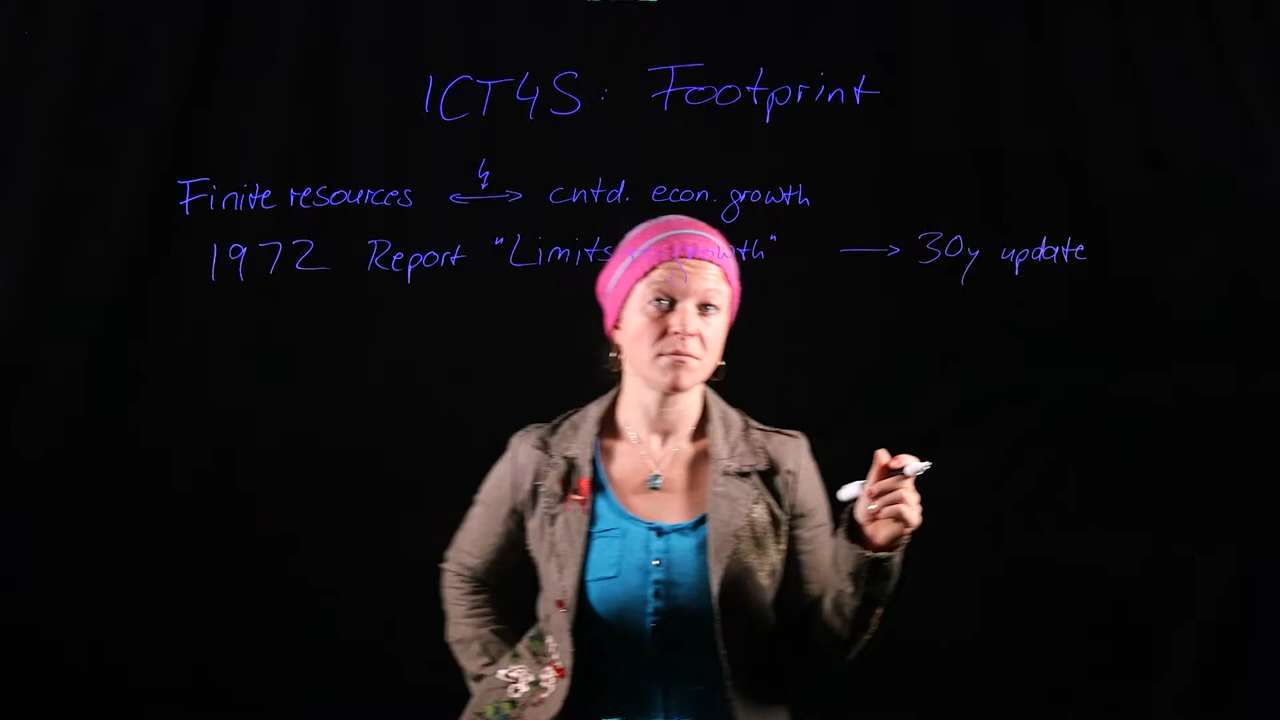 ICT4S: Footprint
Finite resources ↯ ⟷ cntd. econ. growth
1972 Report "Limits growth" → 30y update